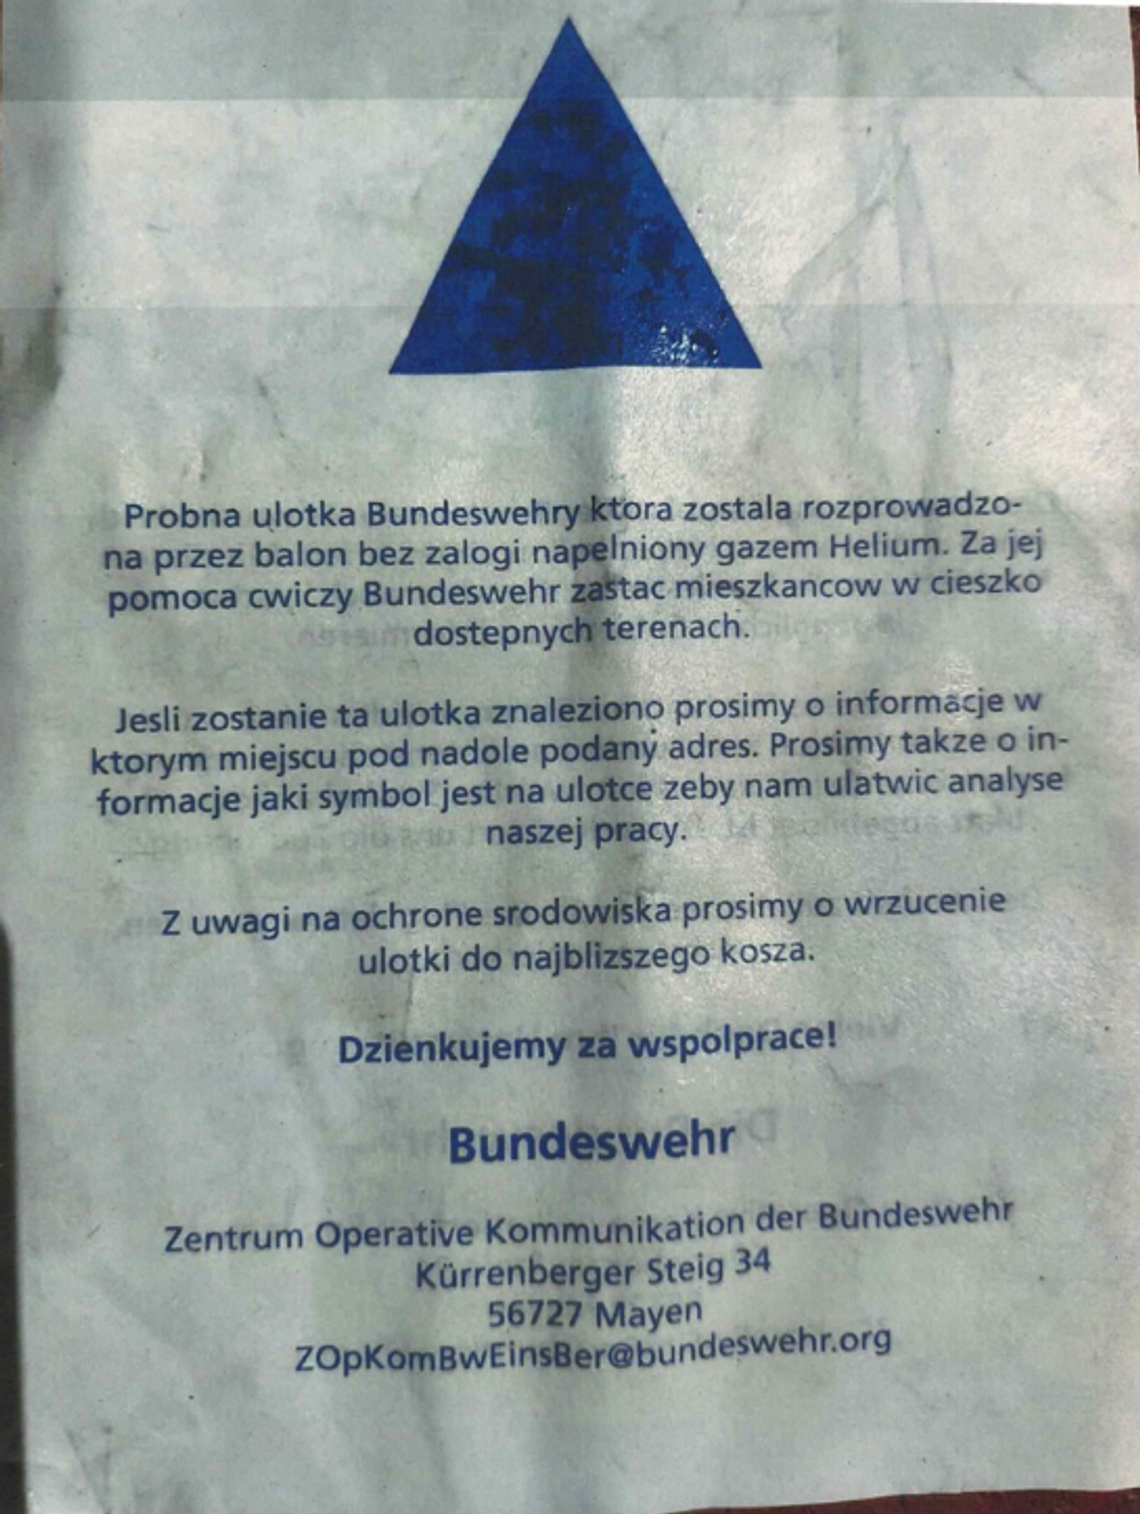 Probna ulotka Bundeswehry ktora zostala rozprowadzo-
na przez balon bez zalogi napelniony gazem Helium. Za jej
pomoca cwiczy Bundeswehr zastac mieszkancow w cieszko
dostepnych terenach.
Jesli zostanie ta ulotka znaleziono prosimy o informacje w
ktorym miejscu pod nadole podany adres. Prosimy takze o in-
formacje jaki symbol jest na ulotce zeby nam ulatwic analyse
naszej pracy.
Z uwagi na ochrone srodowiska prosimy o wrzucenie
ulotki do najblizszego kosza.
Dzienkujemy za wspolprace!
Bundeswehr
Zentrum Operative Kommunikation der Bundeswehr
Kürrenberger Steig 34
56727 Mayen
ZOpKomBwEinsBer@bundeswehr.org